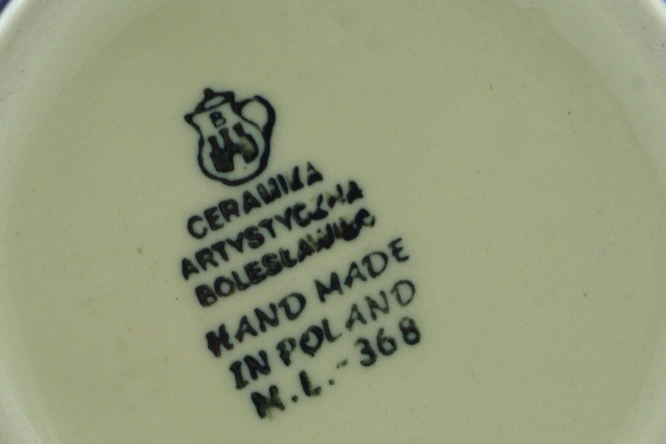 B
CERAMIKA
ARTYSTYCZNA
BOLESŁAWIEC
HAND MADE
IN POLAND
N.L.-368